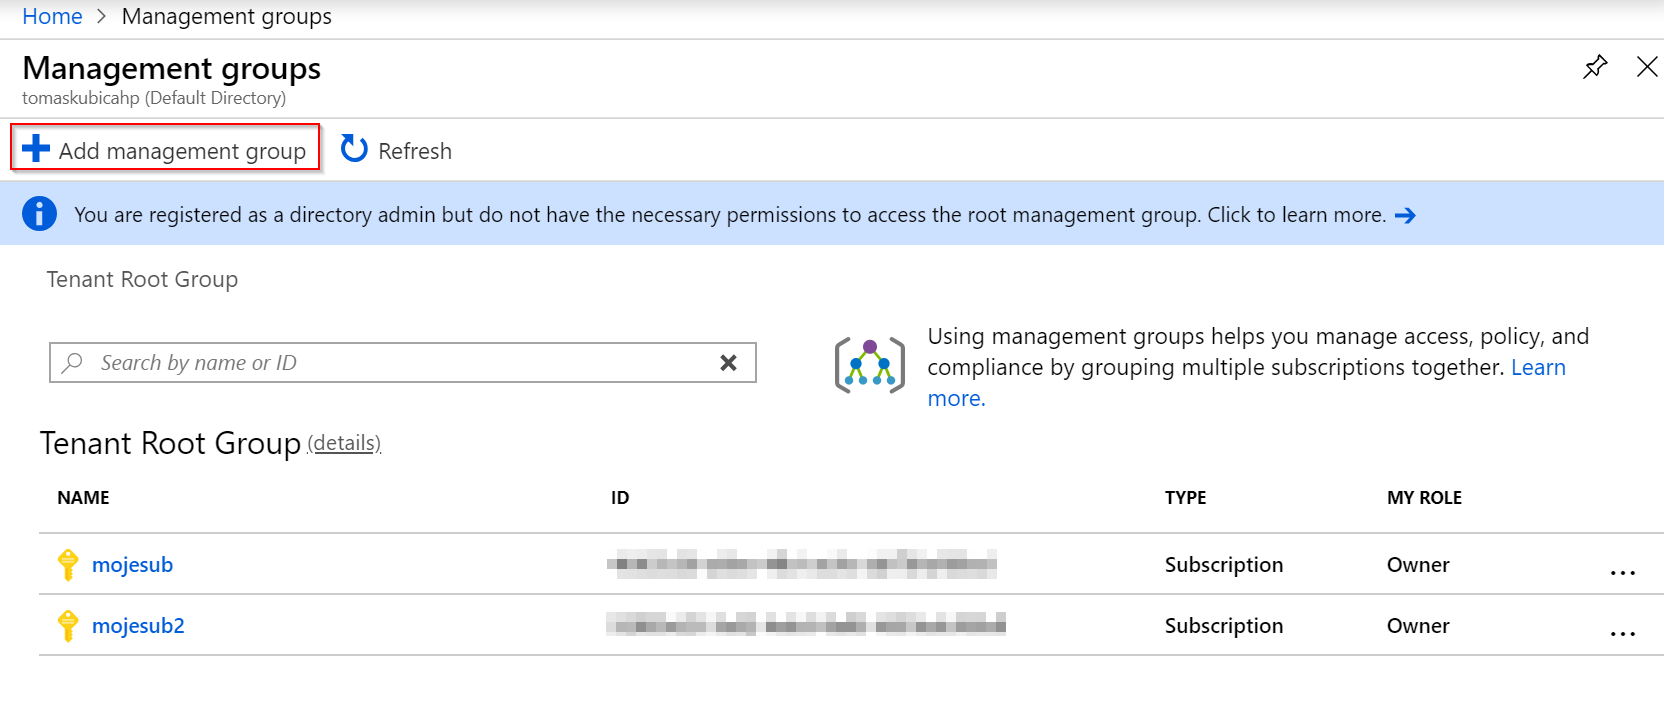 Home > Management groups
Management groups
tomaskubicahp (Default Directory)
Add management group Refresh
You are registered as a directory admin but do not have the necessary permissions to access the root management group. Click to learn more. →
Tenant Root Group
Search by name or ID
Using management groups helps you manage access, policy, and
compliance by grouping multiple subscriptions together. Learn
more.
Tenant Root Group (details)
NAME ID TYPE MY ROLE
mojesub Subscription Owner ...
mojesub2 Subscription Owner ...